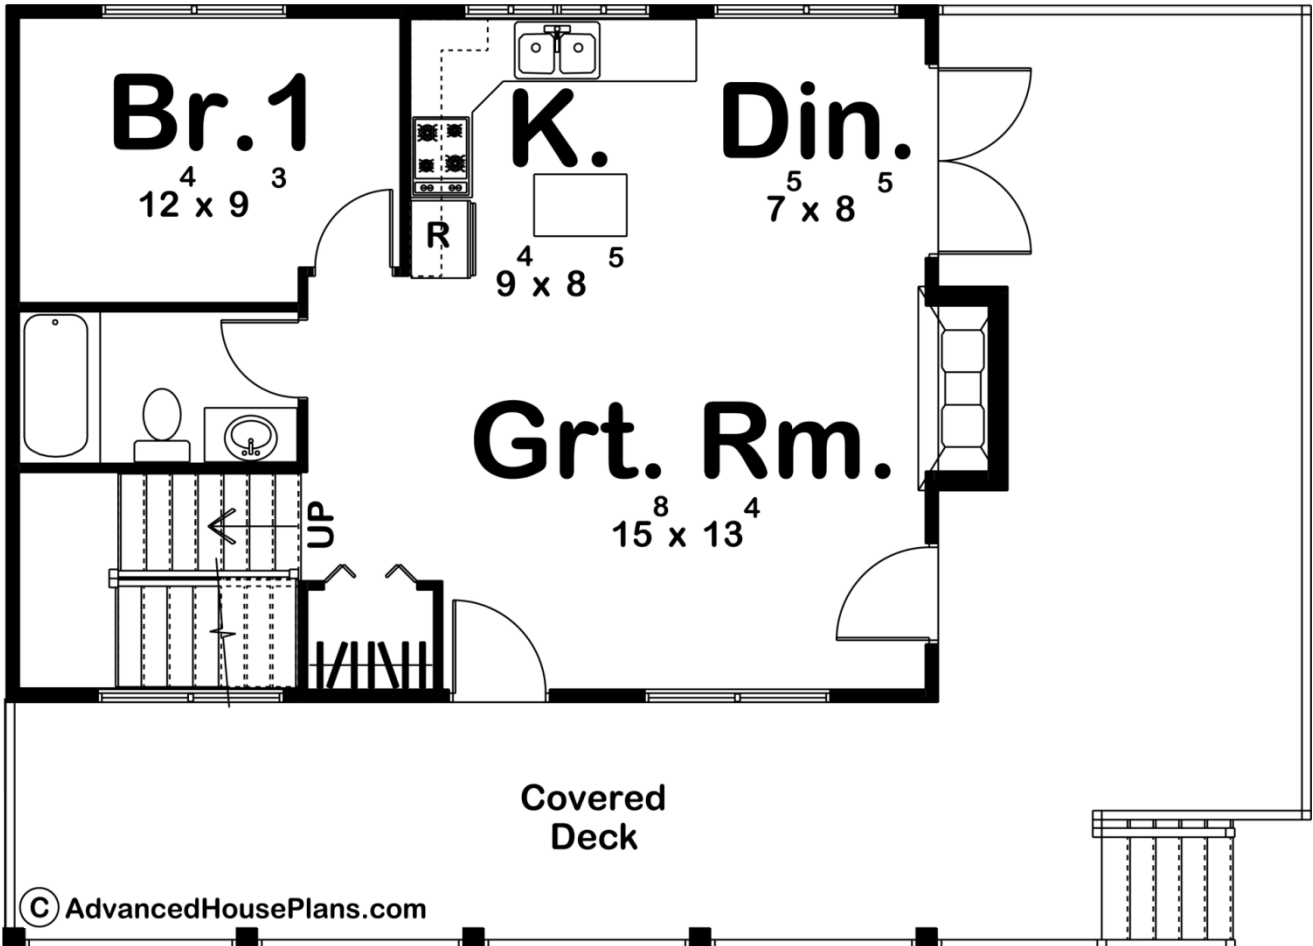 Br.1
12⁴ x 9³
K.
R
9⁴ x 8⁵
Din.
7⁵ x 8⁵
Grt. Rm.
15⁸ x 13⁴
UP
Covered
Deck
© AdvancedHousePlans.com